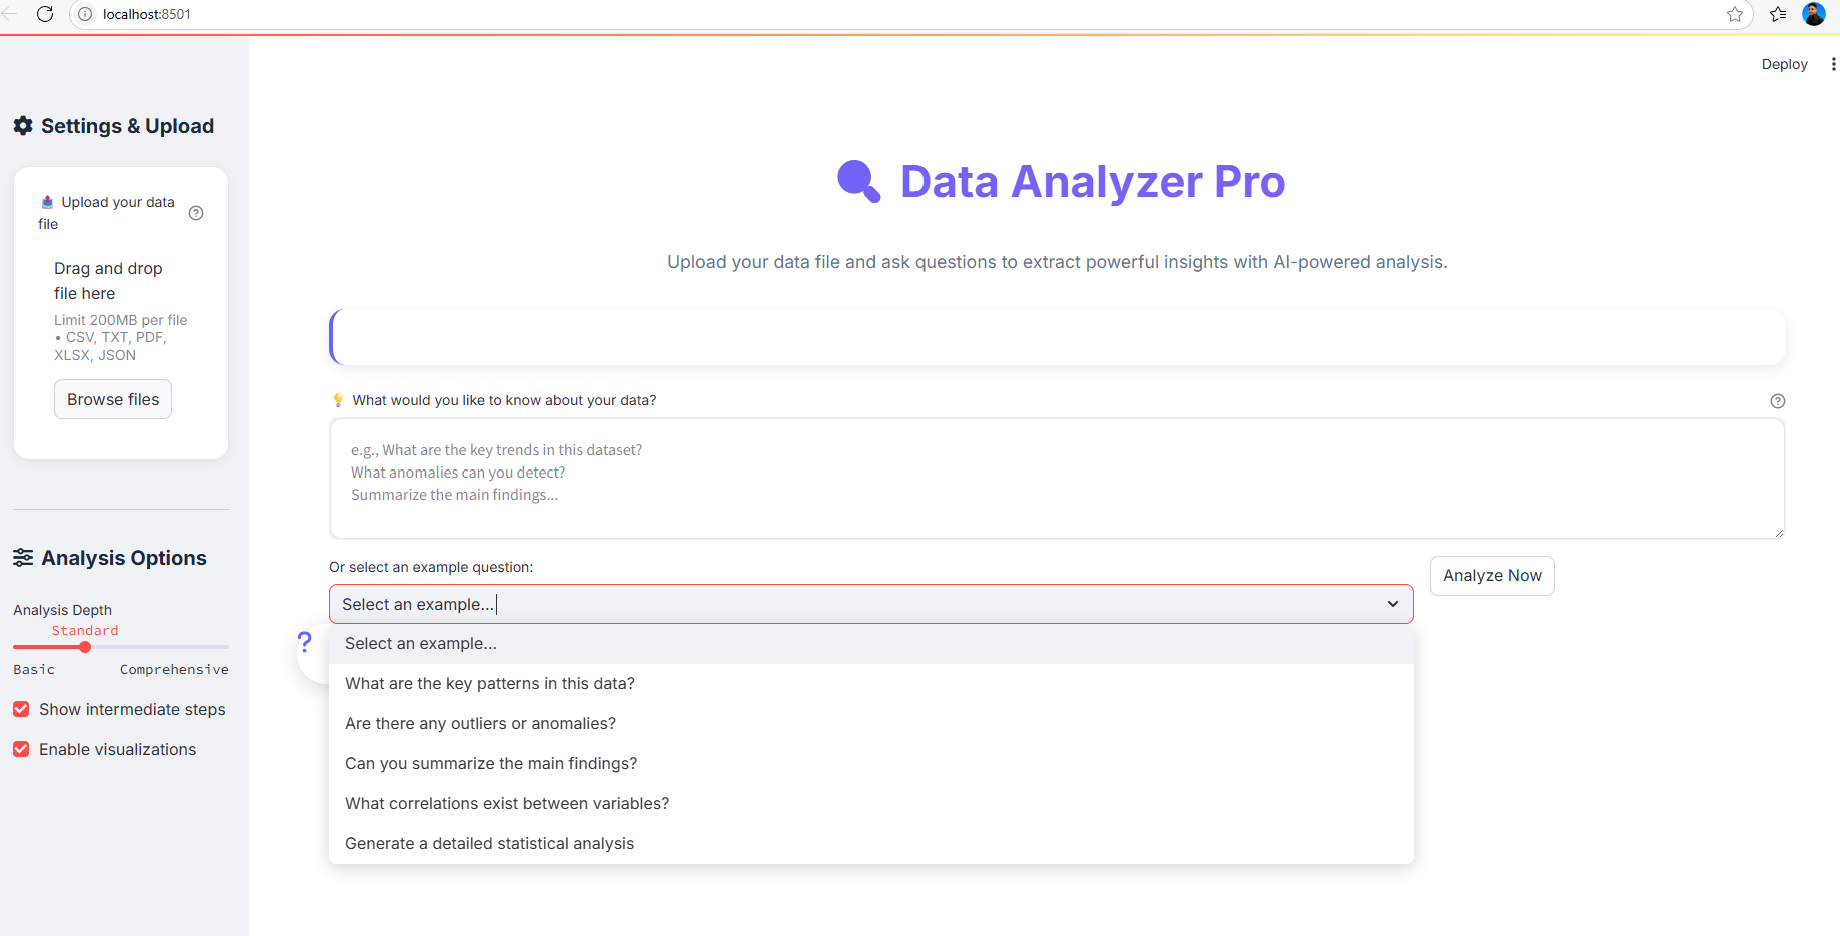 localhost:8501
Deploy
Settings & Upload
Upload your data
file
Drag and drop
file here
Limit 200MB per file
• CSV, TXT, PDF,
XLSX, JSON
Browse files
Analysis Options
Analysis Depth
Standard
Basic Comprehensive
Show intermediate steps
Enable visualizations
Data Analyzer Pro
Upload your data file and ask questions to extract powerful insights with AI-powered analysis.
What would you like to know about your data?
e.g., What are the key trends in this dataset?
What anomalies can you detect?
Summarize the main findings...
Or select an example question:
Select an example...
Analyze Now
?
Select an example...
What are the key patterns in this data?
Are there any outliers or anomalies?
Can you summarize the main findings?
What correlations exist between variables?
Generate a detailed statistical analysis